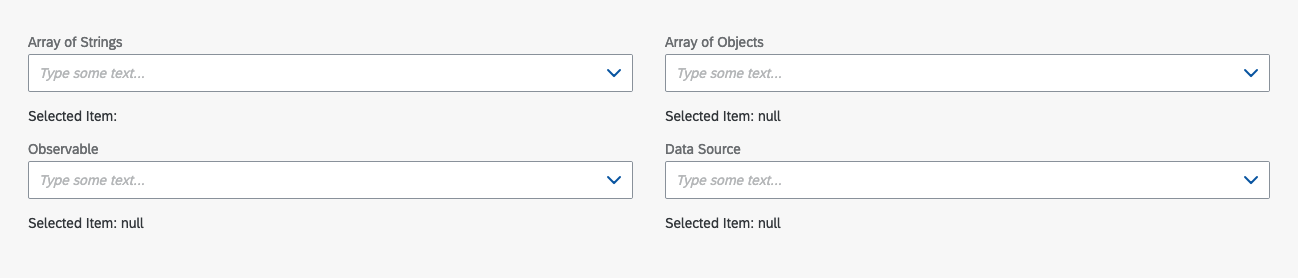 Array of Strings
Type some text...
Selected Item:
Array of Objects
Type some text...
Selected Item: null
Observable
Type some text...
Selected Item: null
Data Source
Type some text...
Selected Item: null